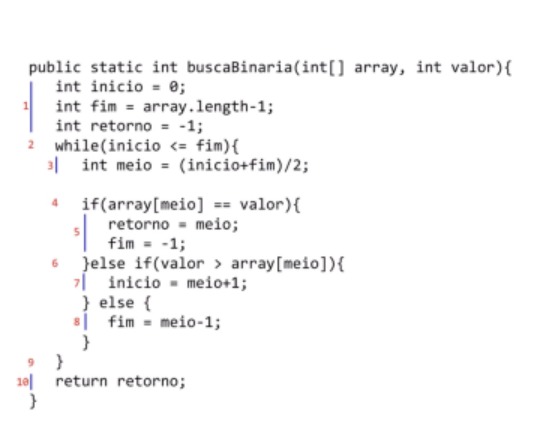 public static int buscaBinaria(int[] array, int valor){
int inicio = 0;
1 int fim = array.length-1;
int retorno = -1;
2 while(inicio <= fim){
3 int meio = (inicio+fim)/2;
4 if(array[meio] == valor){
5 retorno = meio;
fim = -1;
6 }else if(valor > array[meio]){
7 inicio = meio+1;
} else {
8 fim = meio-1;
}
9 }
10 return retorno;
}